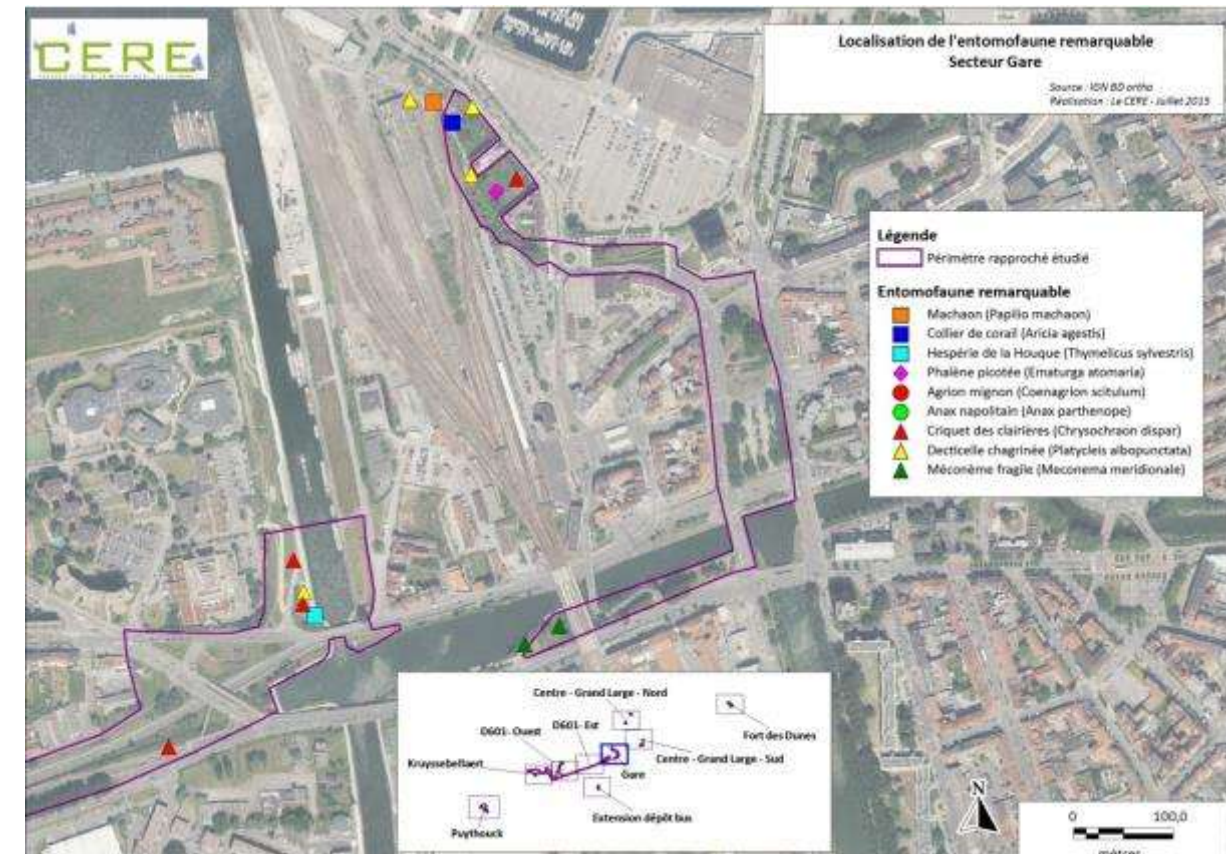 CERE
Localisation de l'entomofaune remarquable
Secteur Gare
Source : IGN BD ortho
Réalisation : Le CERE - Juillet 2015
Légende
Périmètre rapproché étudié
Entomofaune remarquable
Machaon (Papilio machaon)
Collier de corail (Aricia agestis)
Hespérie de la Houque (Thymelicus sylvestris)
Phalène picotée (Ematurga atomaria)
Agrion mignon (Coenagrion scitulum)
Anax napolitain (Anax parthenope)
Criquet des clairières (Chrysochraon dispar)
Decticelle chagrinée (Platycleis albopunctata)
Méconème fragile (Meconema meridionale)
Centre - Grand Large - Nord
D601- Ouest
D601- Est
Fort des Dunes
Kruyssebellaert
Centre - Grand Large - Sud
Gare
Extension dépôt bus
Puythouck
N
0 100,0
mètres